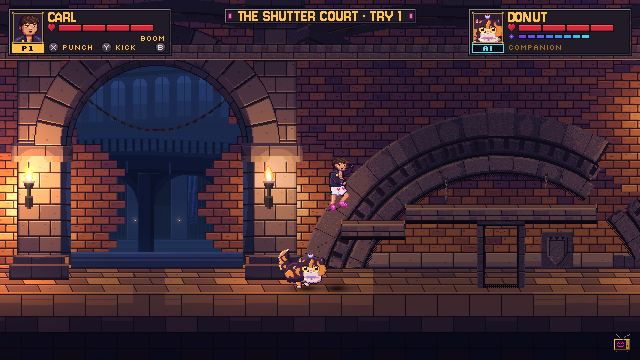 CARL
P1
X PUNCH Y KICK B BOOM
THE SHUTTER COURT · TRY 1
DONUT
AI
COMPANION